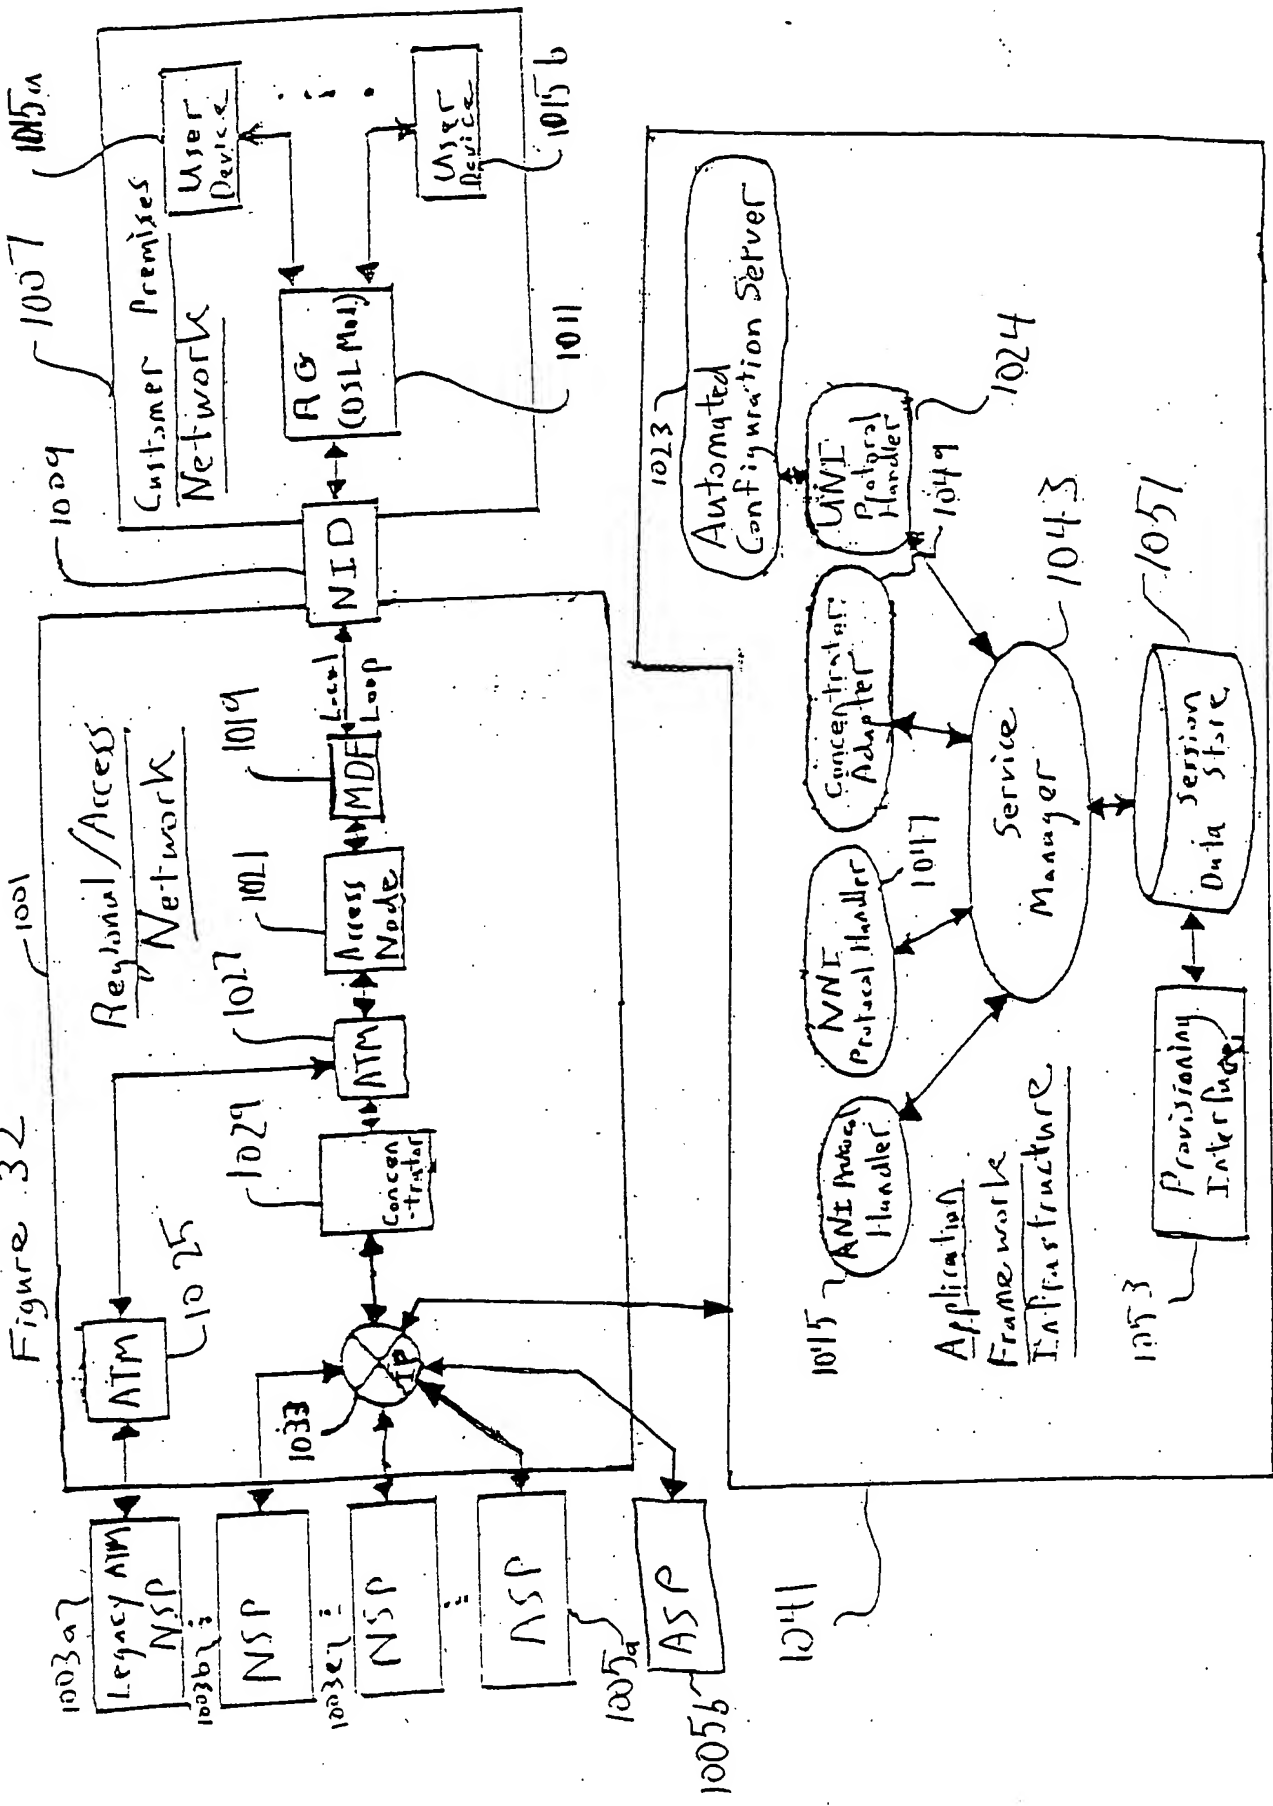 Figure 32
1001
Regional/Access
Network
1003a
Legacy ATM
NSP
1003b
NSP
1003c
NSP
ASP
1005a
ASP
1005b
ATM
1025
1033
IP
1029
Concen
-trator
1027
ATM
1021
Access
Node
1019
MDF
Local
Loop
1009
NID
1007
Customer Premises
Network
RG
(DSL Mod)
1011
1015a
User
Device
User
Device
1015b
1041
Application
Framework
Infrastructure
1045
ANI Protocol
Handler
NNI
Protocol Handler
1047
Concentrator
Adapter
1049
UNI
Protocol
Handler
1024
1023
Automated
Configuration Server
Service
Manager
1043
Session
Data Store
1051
Provisioning
Interface
1053